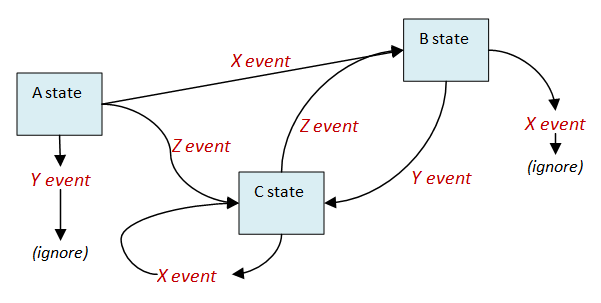 B state
X event
A state
X event
Z event
Z event
(ignore)
Y event
Y event
C state
(ignore)
X event